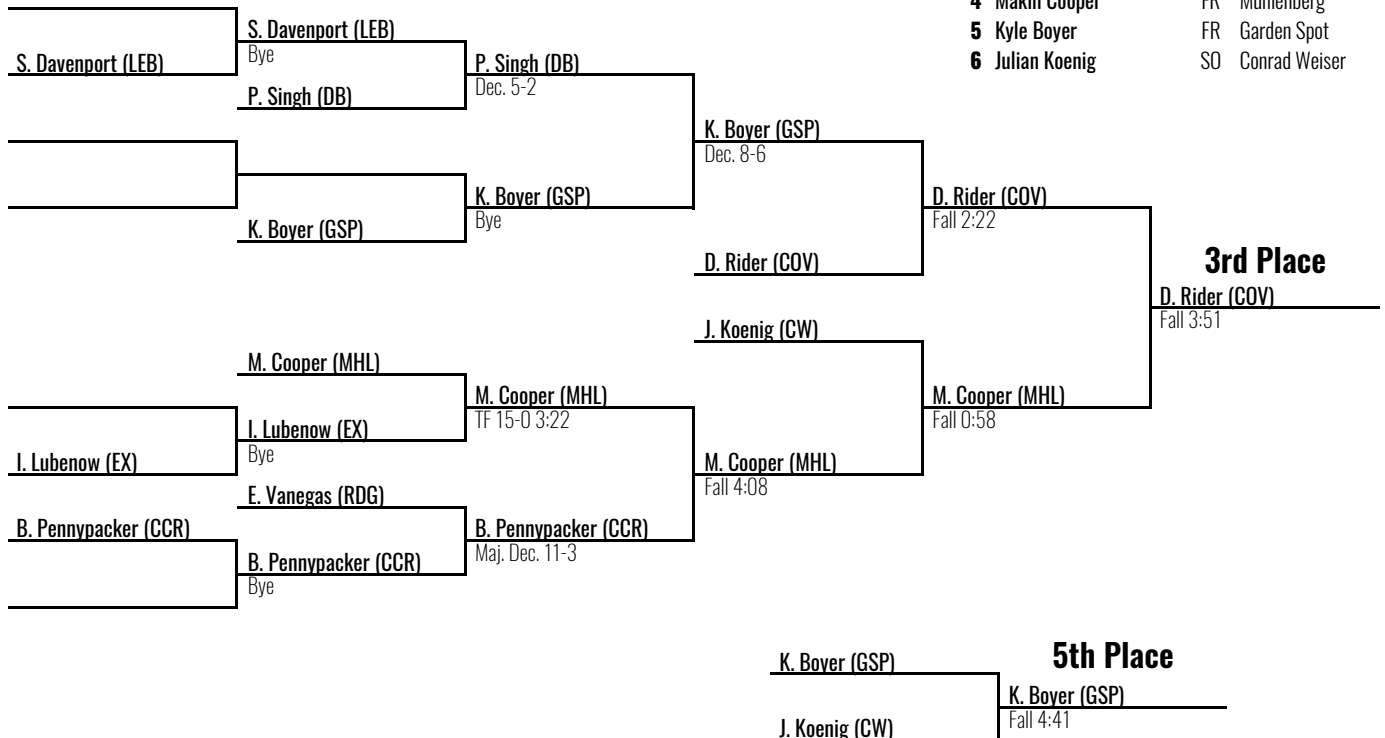 4 Makin Cooper FR Muhlenberg
5 Kyle Boyer FR Garden Spot
6 Julian Koenig SO Conrad Weiser
S. Davenport (LEB)
Bye
S. Davenport (LEB)
P. Singh (DB)
Dec. 5-2
P. Singh (DB)
K. Boyer (GSP)
Dec. 8-6
K. Boyer (GSP)
Bye
K. Boyer (GSP)
D. Rider (COV)
Fall 2:22
D. Rider (COV)
3rd Place
D. Rider (COV)
Fall 3:51
J. Koenig (CW)
M. Cooper (MHL)
M. Cooper (MHL)
TF 15-0 3:22
M. Cooper (MHL)
Fall 0:58
I. Lubenow (EX)
Bye
I. Lubenow (EX)
M. Cooper (MHL)
Fall 4:08
E. Vanegas (RDG)
B. Pennypacker (CCR)
B. Pennypacker (CCR)
Maj. Dec. 11-3
B. Pennypacker (CCR)
Bye
5th Place
K. Boyer (GSP)
K. Boyer (GSP)
Fall 4:41
J. Koenig (CW)